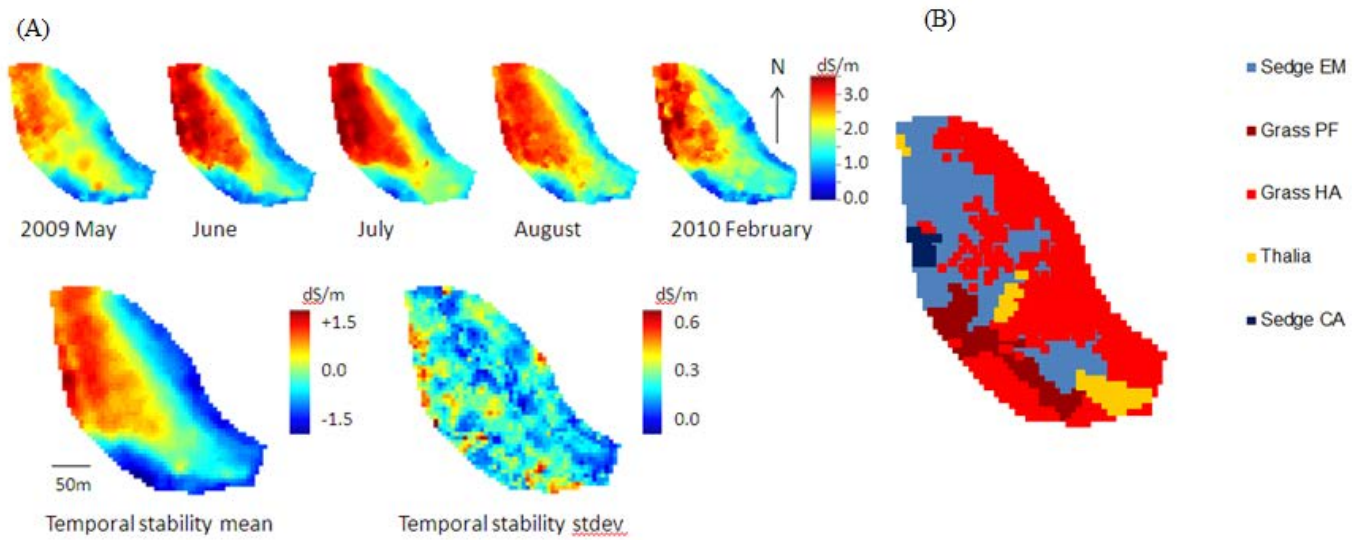 (A)
(B)
dS/m
3.0
2.0
1.0
0.0
N
2009 May
June
July
August
2010 February
Sedge EM
Grass PF
Grass HA
Thalia
Sedge CA
dS/m
+1.5
0.0
-1.5
dS/m
0.6
0.3
0.0
50m
Temporal stability mean
Temporal stability stdev